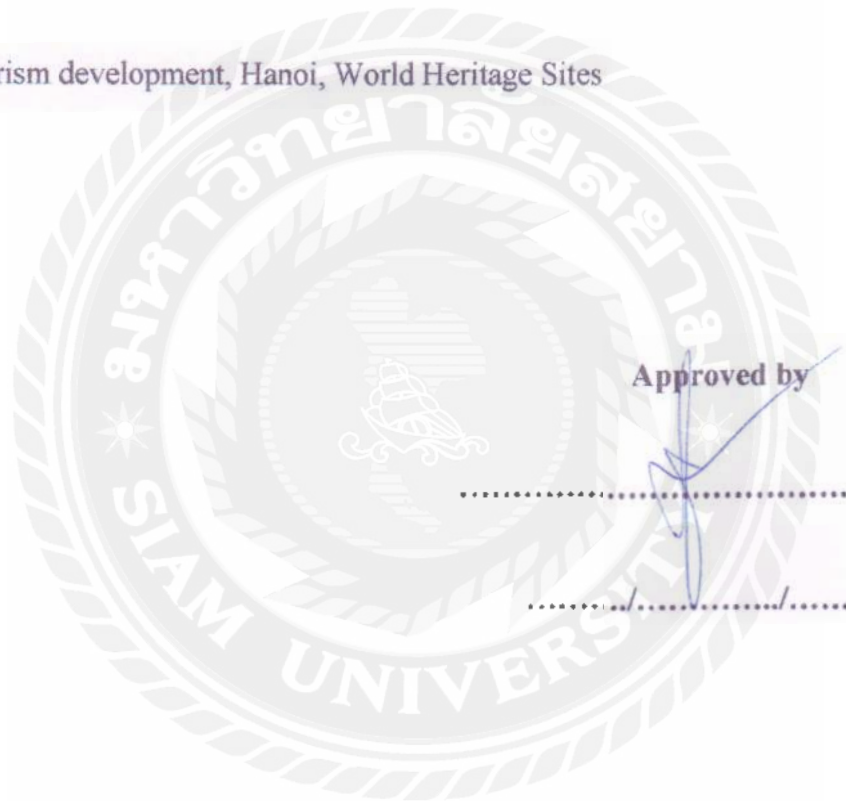 rism development, Hanoi, World Heritage Sites
มหาวิทยาลัยสยาม
Approved by
...../...../.....
SIAM UNIVERSITY